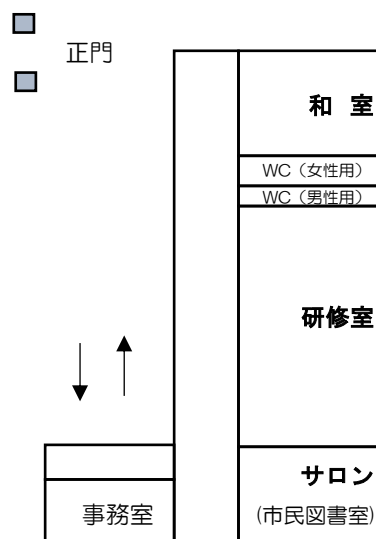 正門
和 室
WC（女性用）
WC（男性用）
研修室
サロン
(市民図書室)
事務室